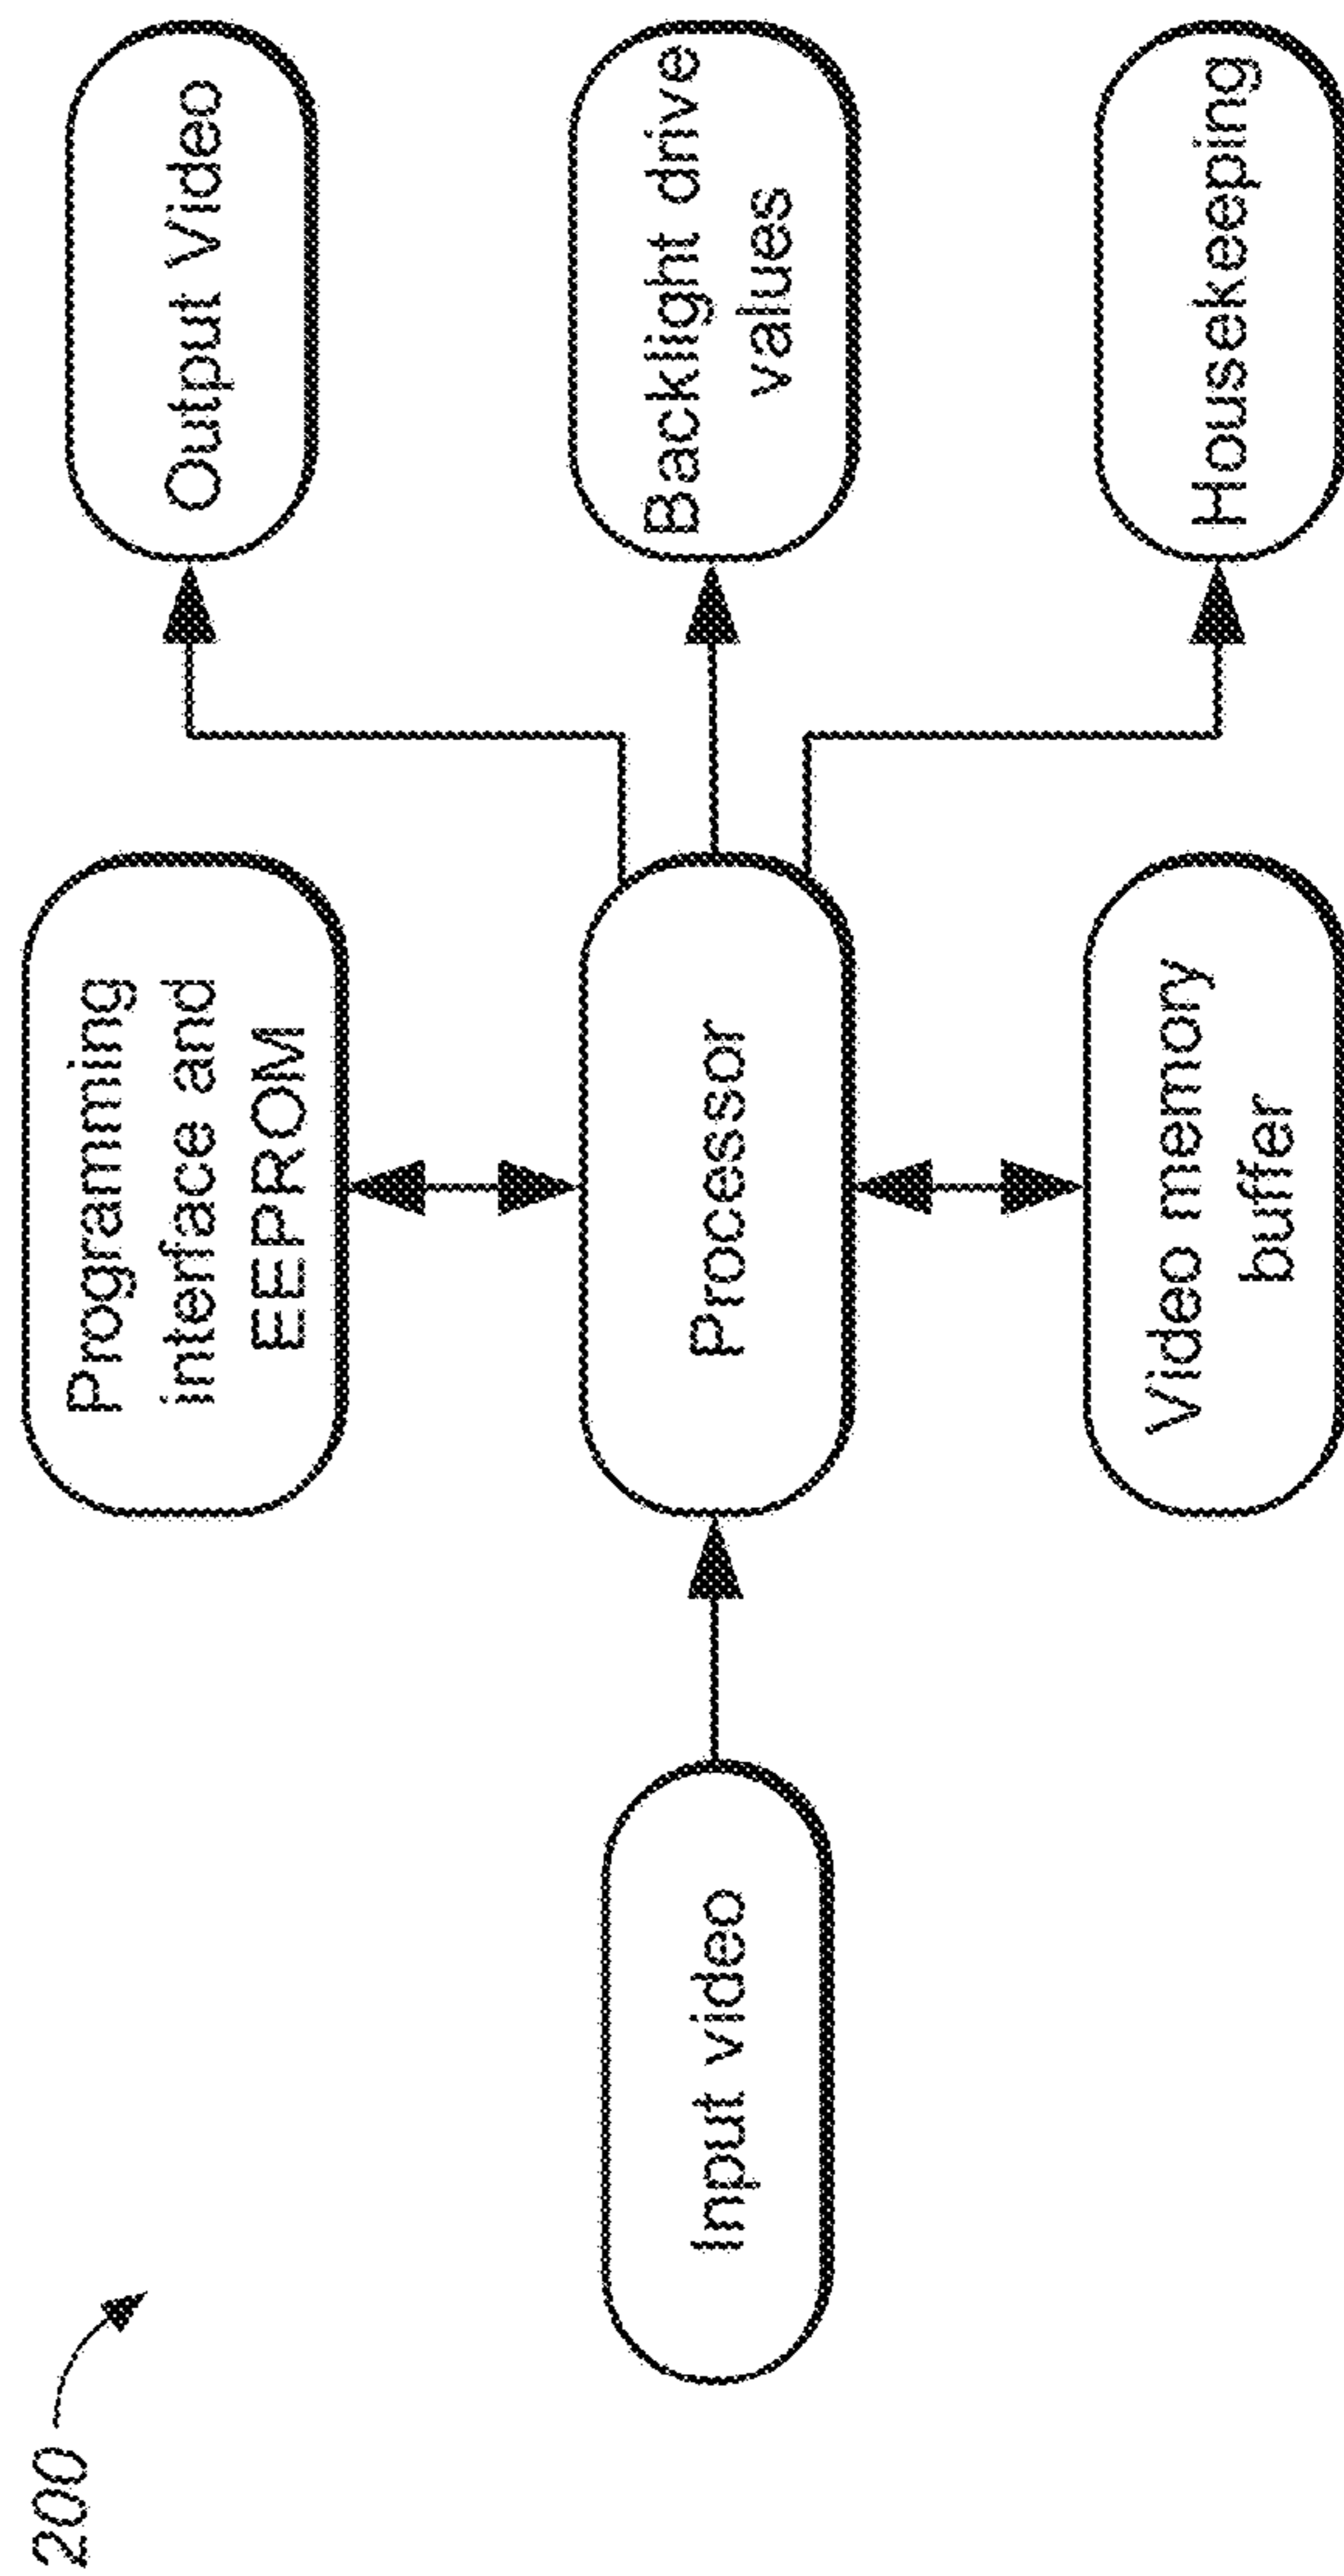 200
Programming
interface and
EEPROM
Output Video
Input video
Processor
Backlight drive
values
Video memory
buffer
Housekeeping